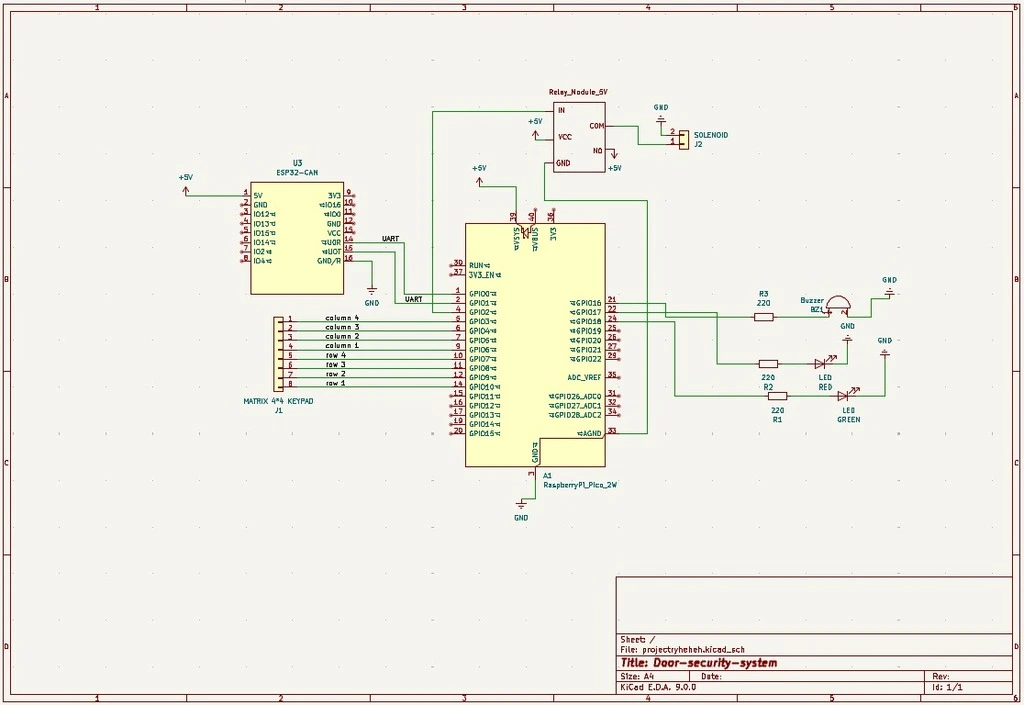 1 2 3 4 5 6
A
B
C
D
A
B
C
D
Relay_Module_5V
IN
VCC
GND
COM
NO
+5V
+5V
GND
2
1
SOLENOID
J2
U3
ESP32-CAN
+5V
1 5V
2 GND
3 IO12
4 IO13
5 IO15
6 IO14
7 IO2
8 IO4
3V3 9
IO16 10
IO0 11
GND 12
VCC 13
U0R 14
U0T 15
GND/R 16
UART
UART
GND
+5V
39 VSYS
40 VBUS
36 3V3
30 RUN
37 3V3_EN
1 GPIO0
2 GPIO1
4 GPIO2
5 GPIO3
6 GPIO4
7 GPIO5
9 GPIO6
10 GPIO7
11 GPIO8
12 GPIO9
14 GPIO10
15 GPIO11
16 GPIO12
17 GPIO13
19 GPIO14
20 GPIO15
GPIO16 21
GPIO17 22
GPIO18 24
GPIO19 25
GPIO20 26
GPIO21 27
GPIO22 29
ADC_VREF 35
GPIO26_ADC0 31
GPIO27_ADC1 32
GPIO28_ADC2 34
AGND 33
GND
3
A1
RaspberryPi_Pico_2W
GND
1 column 4
2 column 3
3 column 2
4 column 1
5 row 4
6 row 3
7 row 2
8 row 1
MATRIX 4*4 KEYPAD
J1
R3
220
Buzzer
BZ1
1
2
GND
GND
220
R2
LED
RED
GND
220
R1
LED
GREEN
Sheet: /
File: projectryheheh.kicad_sch
Title: Door-security-system
Size: A4 Date: Rev:
KiCad E.D.A. 9.0.0 Id: 1/1
1 2 3 4 5 6